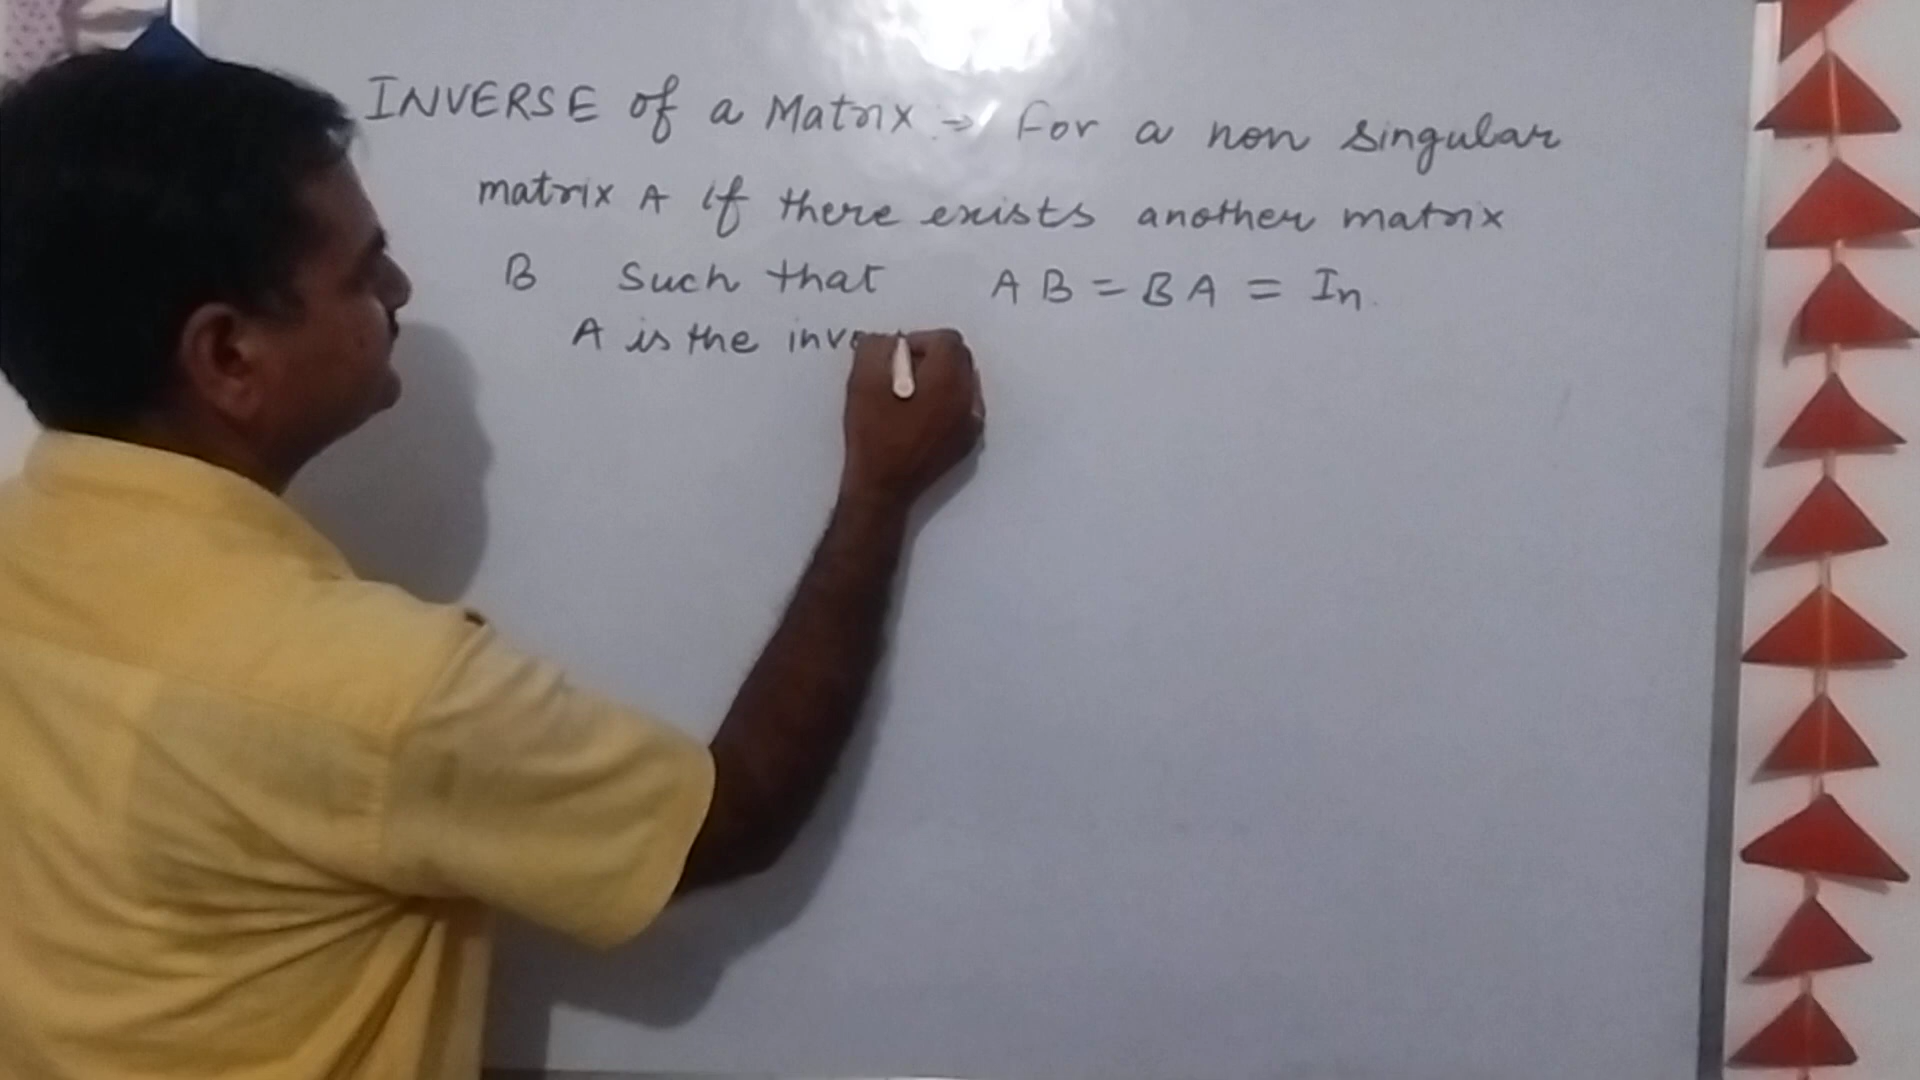 INVERSE of a Matrix → For a non singular
matrix A if there exists another matrix
B Such that AB = BA = In
A is the